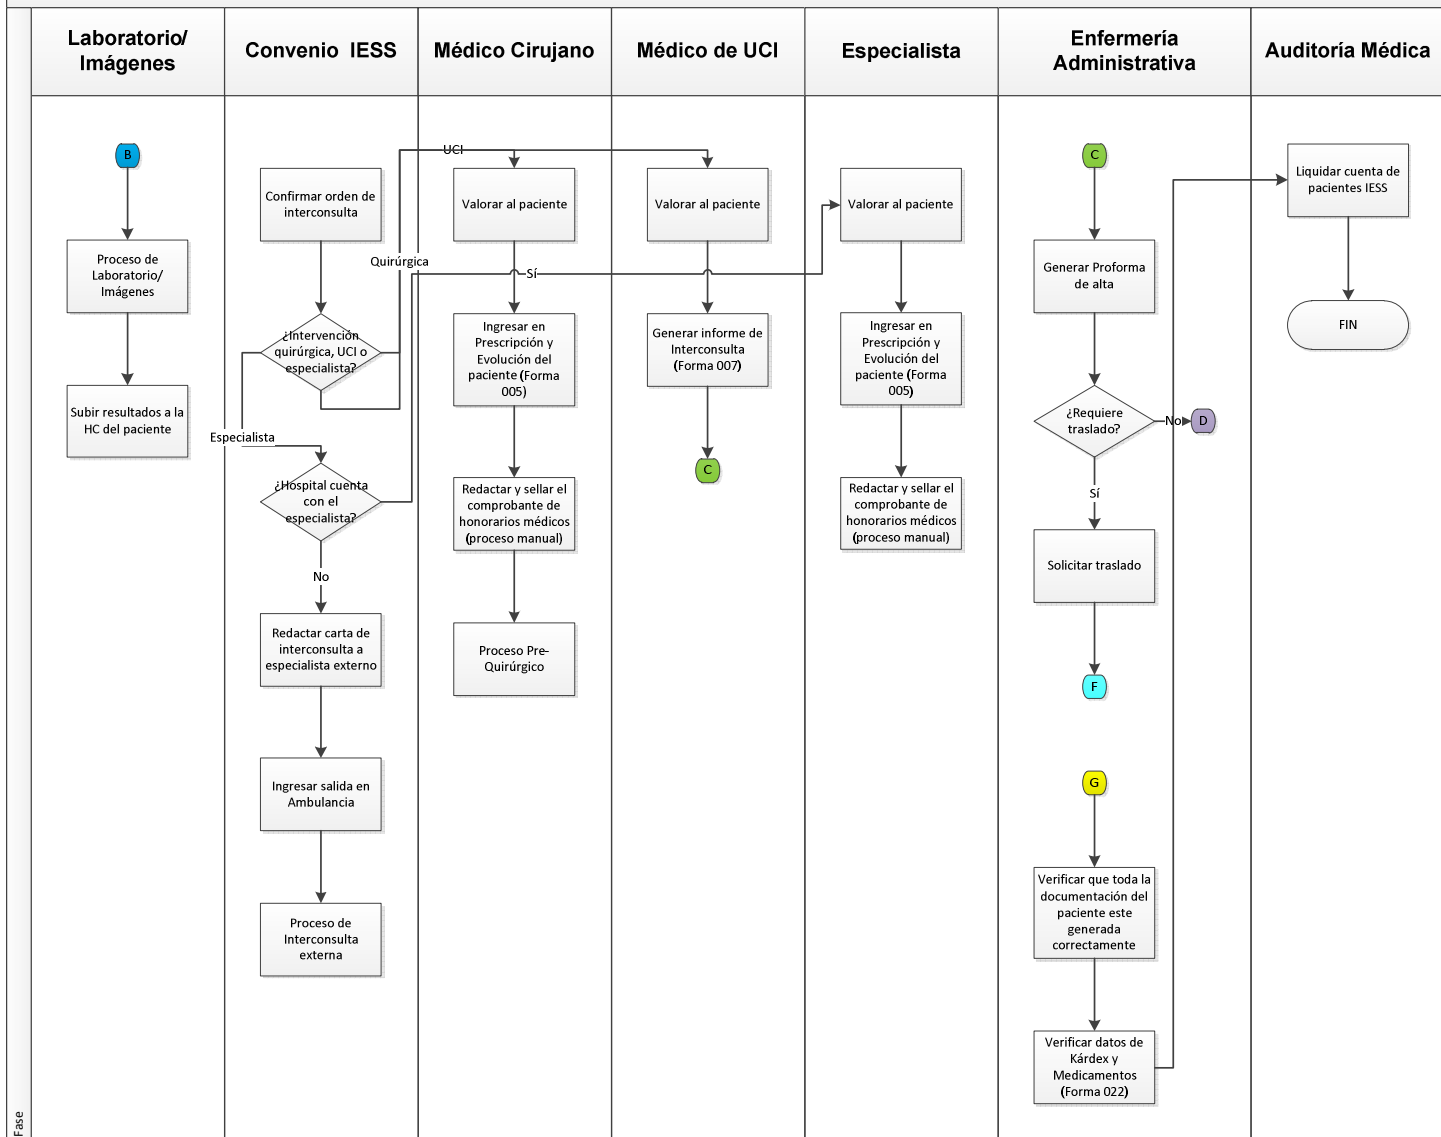 Laboratorio/
Imágenes
Convenio IESS
Médico Cirujano
Médico de UCI
Especialista
Enfermería
Administrativa
Auditoría Médica
B
Proceso de
Laboratorio/
Imágenes
Subir resultados a la
HC del paciente
Confirmar orden de
interconsulta
¿Intervención
quirúrgica, UCI o
especialista?
Quirúrgica
UCI
Especialista
¿Hospital cuenta
con el
especialista?
Sí
No
Redactar carta de
interconsulta a
especialista externo
Ingresar salida en
Ambulancia
Proceso de
Interconsulta
externa
Valorar al paciente
Ingresar en
Prescripción y
Evolución del
paciente (Forma
005)
Redactar y sellar el
comprobante de
honorarios médicos
(proceso manual)
Proceso Pre-
Quirúrgico
Valorar al paciente
Generar informe de
Interconsulta
(Forma 007)
C
Valorar al paciente
Ingresar en
Prescripción y
Evolución del
paciente (Forma
005)
Redactar y sellar el
comprobante de
honorarios médicos
(proceso manual)
C
Generar Proforma
de alta
¿Requiere
traslado?
No
D
Sí
Solicitar traslado
F
G
Verificar que toda la
documentación del
paciente este
generada
correctamente
Verificar datos de
Kárdex y
Medicamentos
(Forma 022)
Liquidar cuenta de
pacientes IESS
FIN
Fase